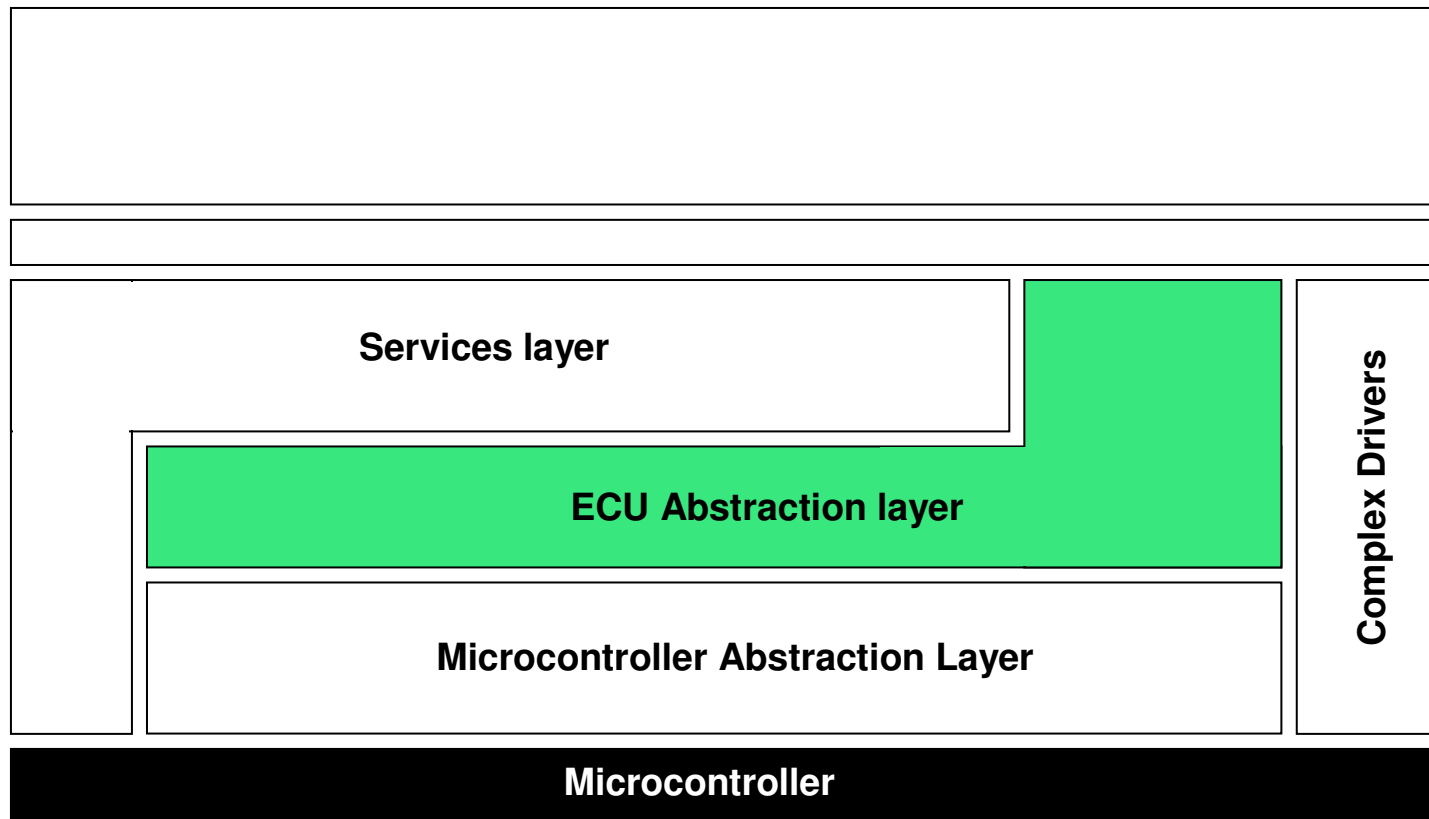 Services layer
ECU Abstraction layer
Complex Drivers
Microcontroller Abstraction Layer
Microcontroller